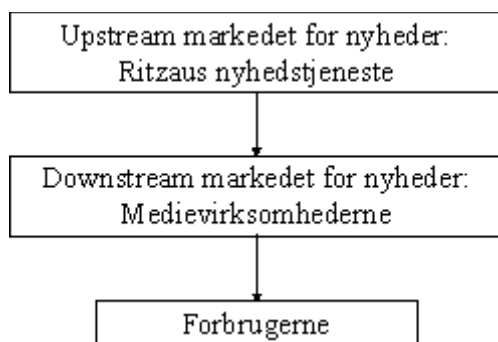 Upstream markedet for nyheder:
Ritzaus nyhedstjeneste
Downstream markedet for nyheder:
Medievirksomhederne
Forbrugerne